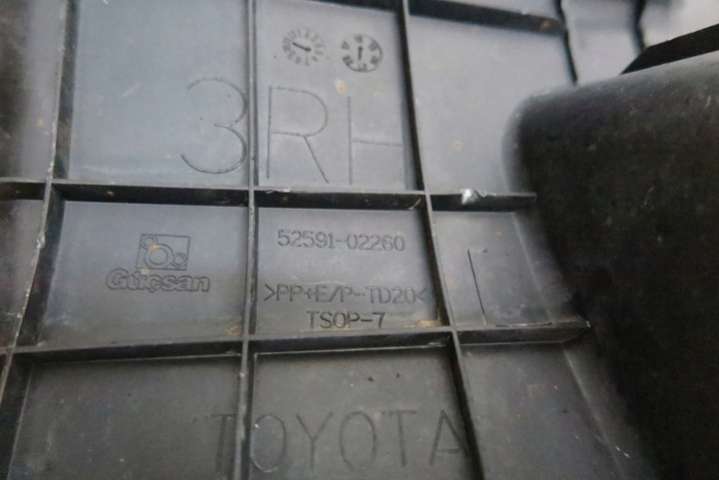 3RH
52591-02260
Güçsan
>PP+E/P-TD20<
TSOP-7
TOYOTA